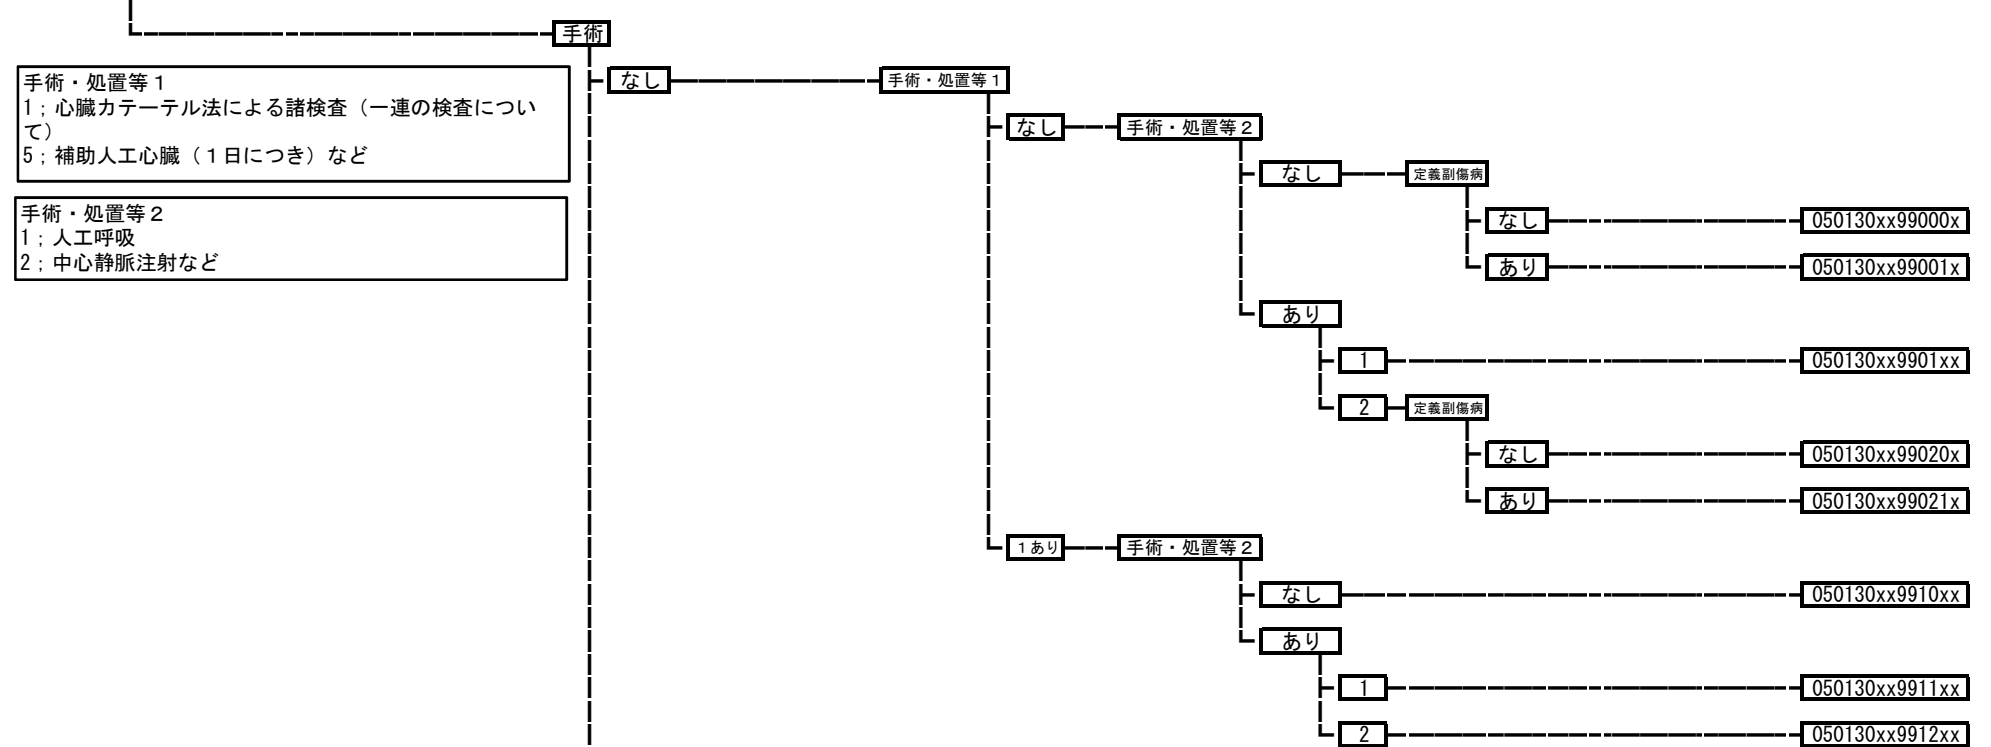 手術
手術・処置等１
1；心臓カテーテル法による諸検査（一連の検査につい
て）
5；補助人工心臓（１日につき）など
なし
手術・処置等１
なし
手術・処置等２
なし
定義副傷病
手術・処置等２
1；人工呼吸
2；中心静脈注射など
なし
050130xx99000x
あり
050130xx99001x
あり
1
050130xx9901xx
2
定義副傷病
なし
050130xx99020x
あり
050130xx99021x
１あり
手術・処置等２
なし
050130xx9910xx
あり
1
050130xx9911xx
2
050130xx9912xx